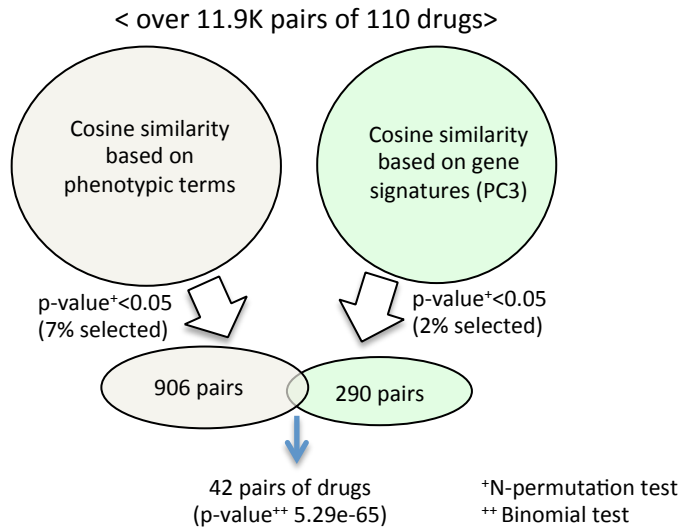 < over 11.9K pairs of 110 drugs>
Cosine similarity
based on
phenotypic terms
Cosine similarity
based on gene
signatures (PC3)
p-value⁺<0.05
(7% selected)
p-value⁺<0.05
(2% selected)
906 pairs
290 pairs
42 pairs of drugs
(p-value⁺⁺ 5.29e-65)
⁺N-permutation test
⁺⁺ Binomial test